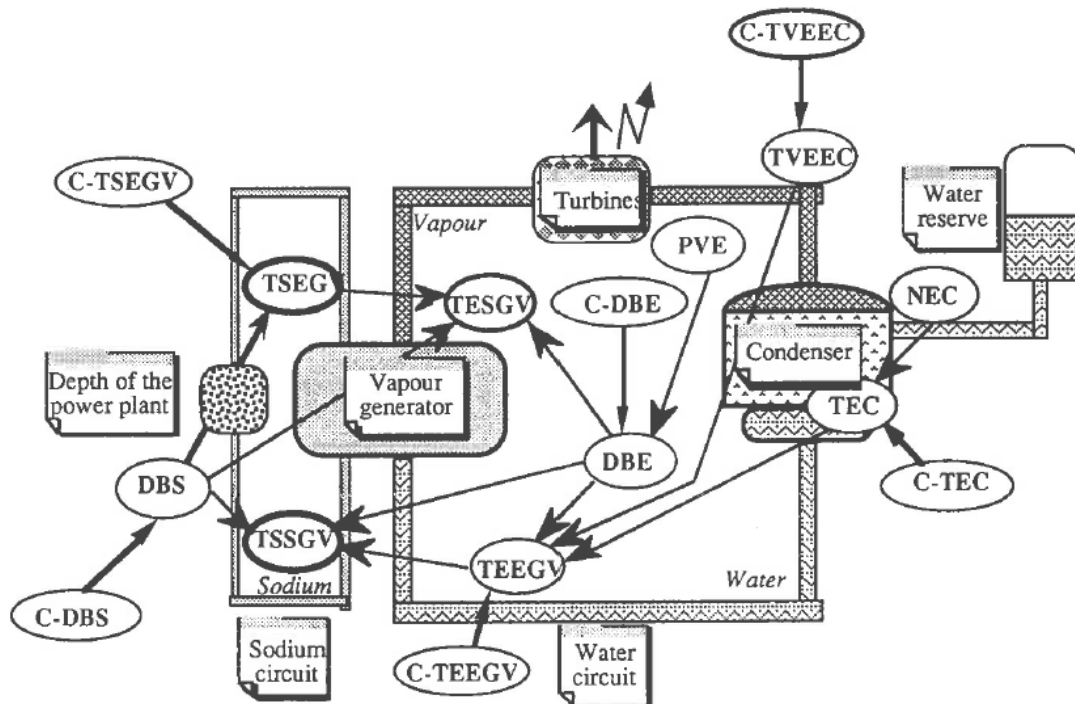 C-TVEEC
N
TVEEC
C-TSEGV
Turbines
Water
reserve
Vapour
PVE
TSEG
TESGV
C-DBE
NEC
Depth of the
power plant
Vapour
generator
Condenser
TEC
DBS
DBE
C-TEC
TSSGV
TEEGV
Sodium
Water
C-DBS
Sodium
circuit
C-TEEGV
Water
circuit